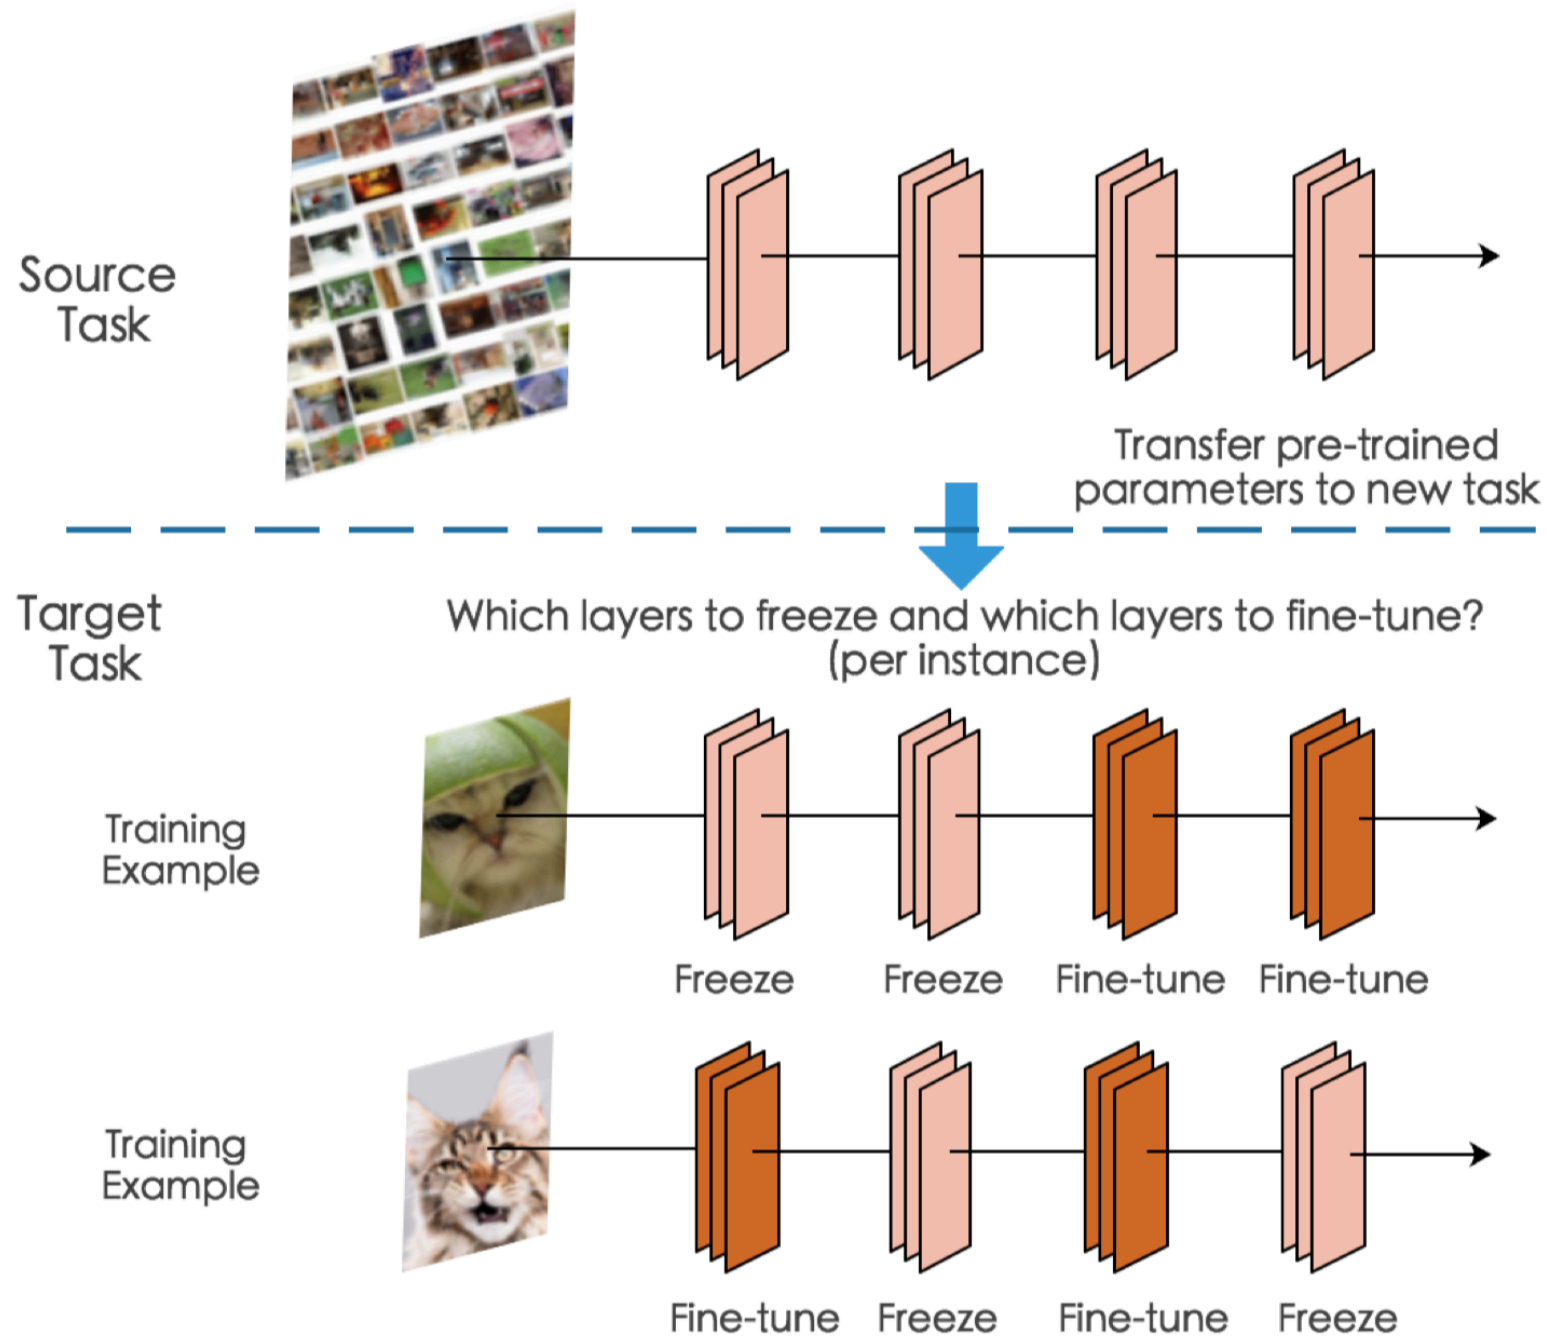 Source
Task
Transfer pre-trained
parameters to new task
Target
Task
Which layers to freeze and which layers to fine-tune?
(per instance)
Training
Example
Freeze
Freeze
Fine-tune
Fine-tune
Training
Example
Fine-tune
Freeze
Fine-tune
Freeze